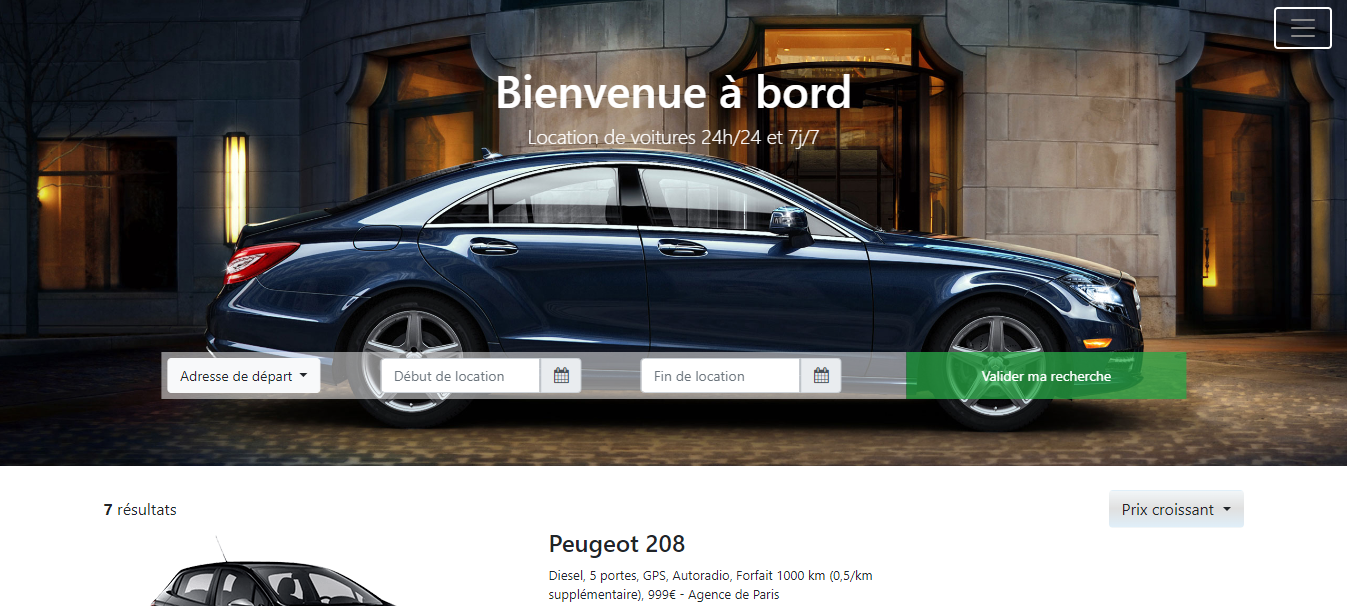 Bienvenue à bord
Location de voitures 24h/24 et 7j/7
Adresse de départ
Début de location
Fin de location
Valider ma recherche
7 résultats
Prix croissant
Peugeot 208
Diesel, 5 portes, GPS, Autoradio, Forfait 1000 km (0,5/km
supplémentaire), 999€ - Agence de Paris